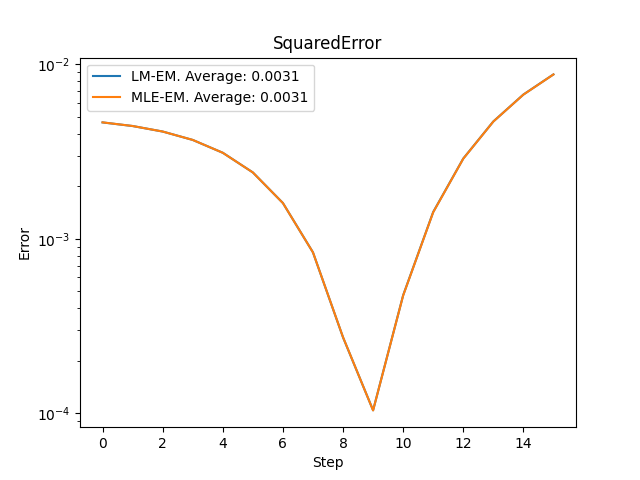 SquaredError
LM-EM. Average: 0.0031
MLE-EM. Average: 0.0031
Error
10⁻²
10⁻³
10⁻⁴
0 2 4 6 8 10 12 14
Step